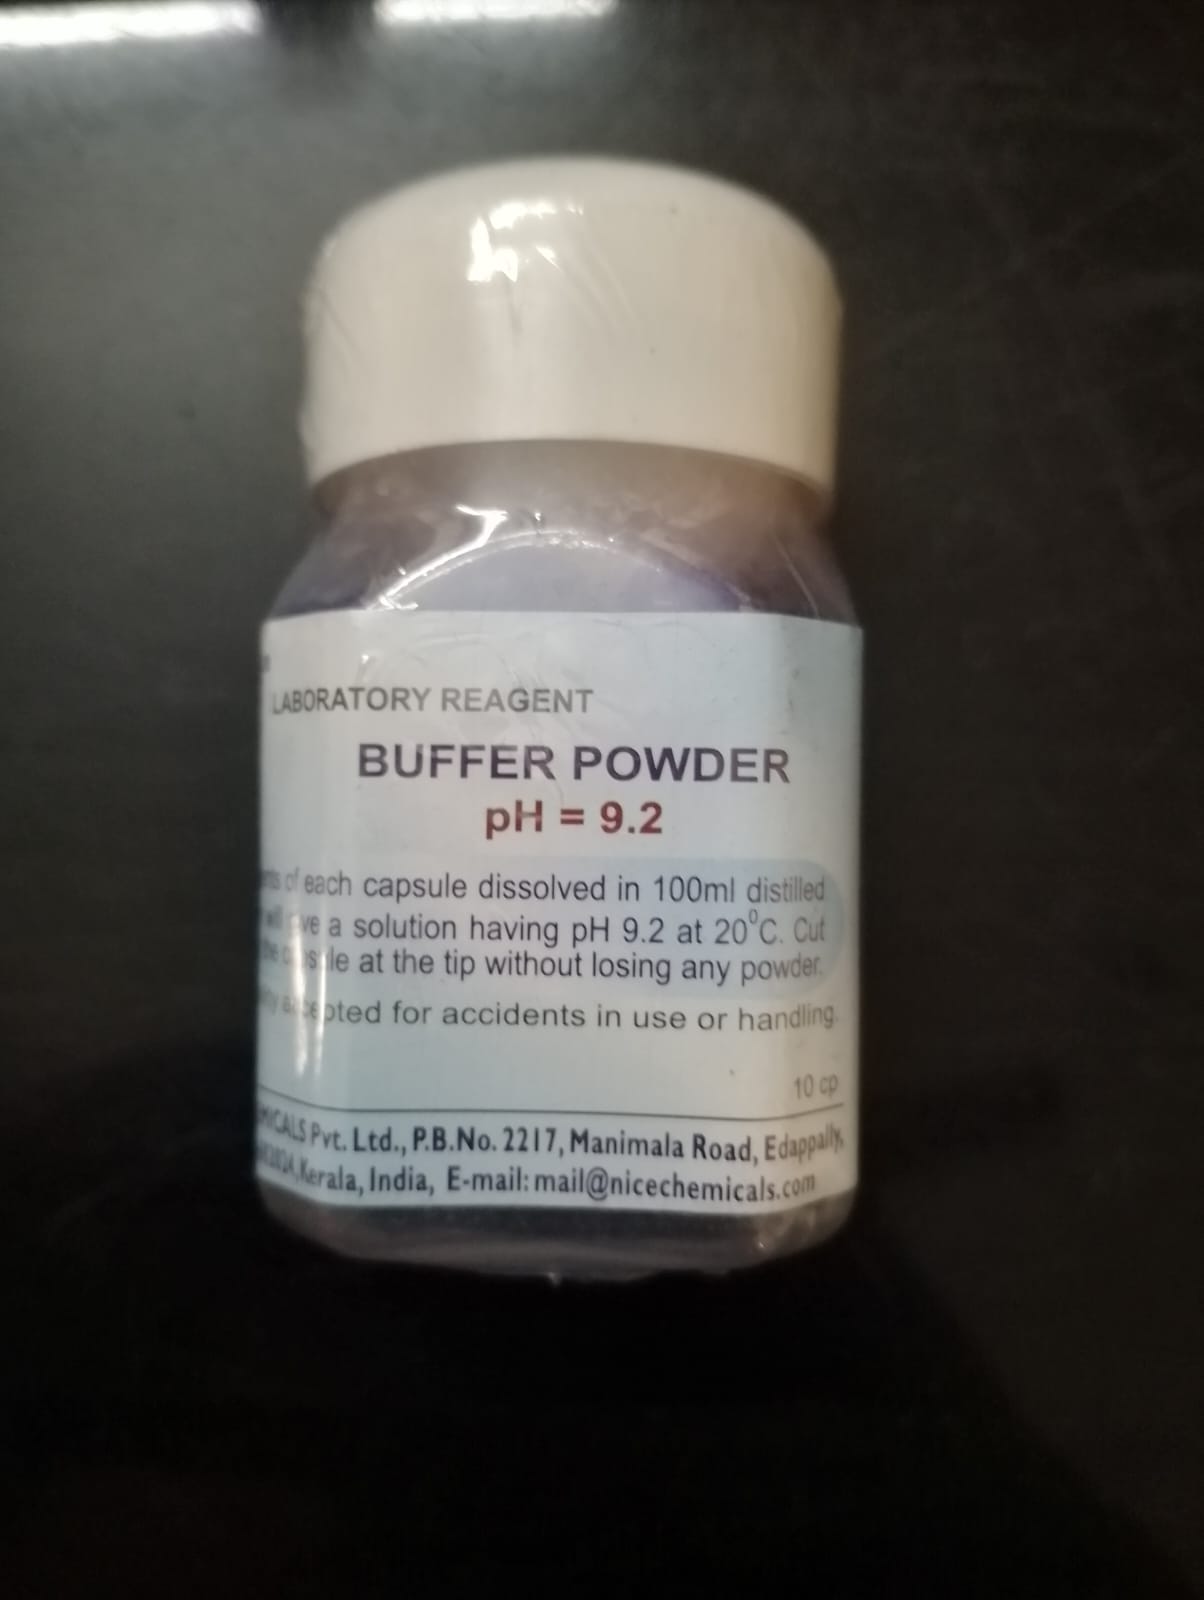 LABORATORY REAGENT
BUFFER POWDER
pH = 9.2
of each capsule dissolved in 100ml distilled
a solution having pH 9.2 at 20⁰C. Cut
at the tip without losing any powder.
for accidents in use or handling.
10 cp
Pvt. Ltd., P.B.No. 2217, Manimala Road, Edappally,
Kerala, India, E-mail: mail@nicechemicals.com